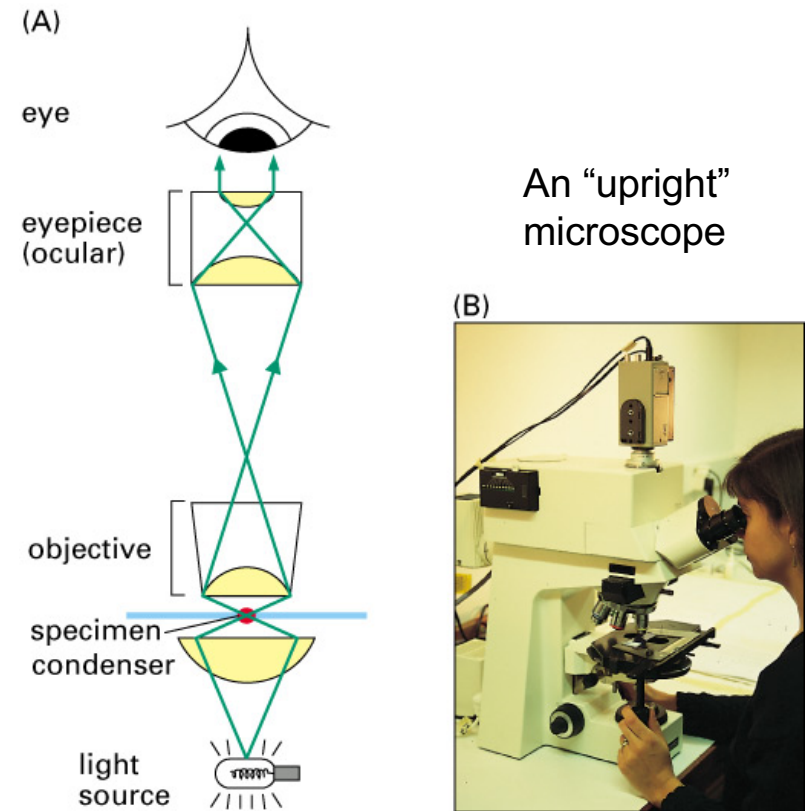 (A)
eye
eyepiece
(ocular)
An “upright”
microscope
(B)
objective
specimen
condenser
light
source